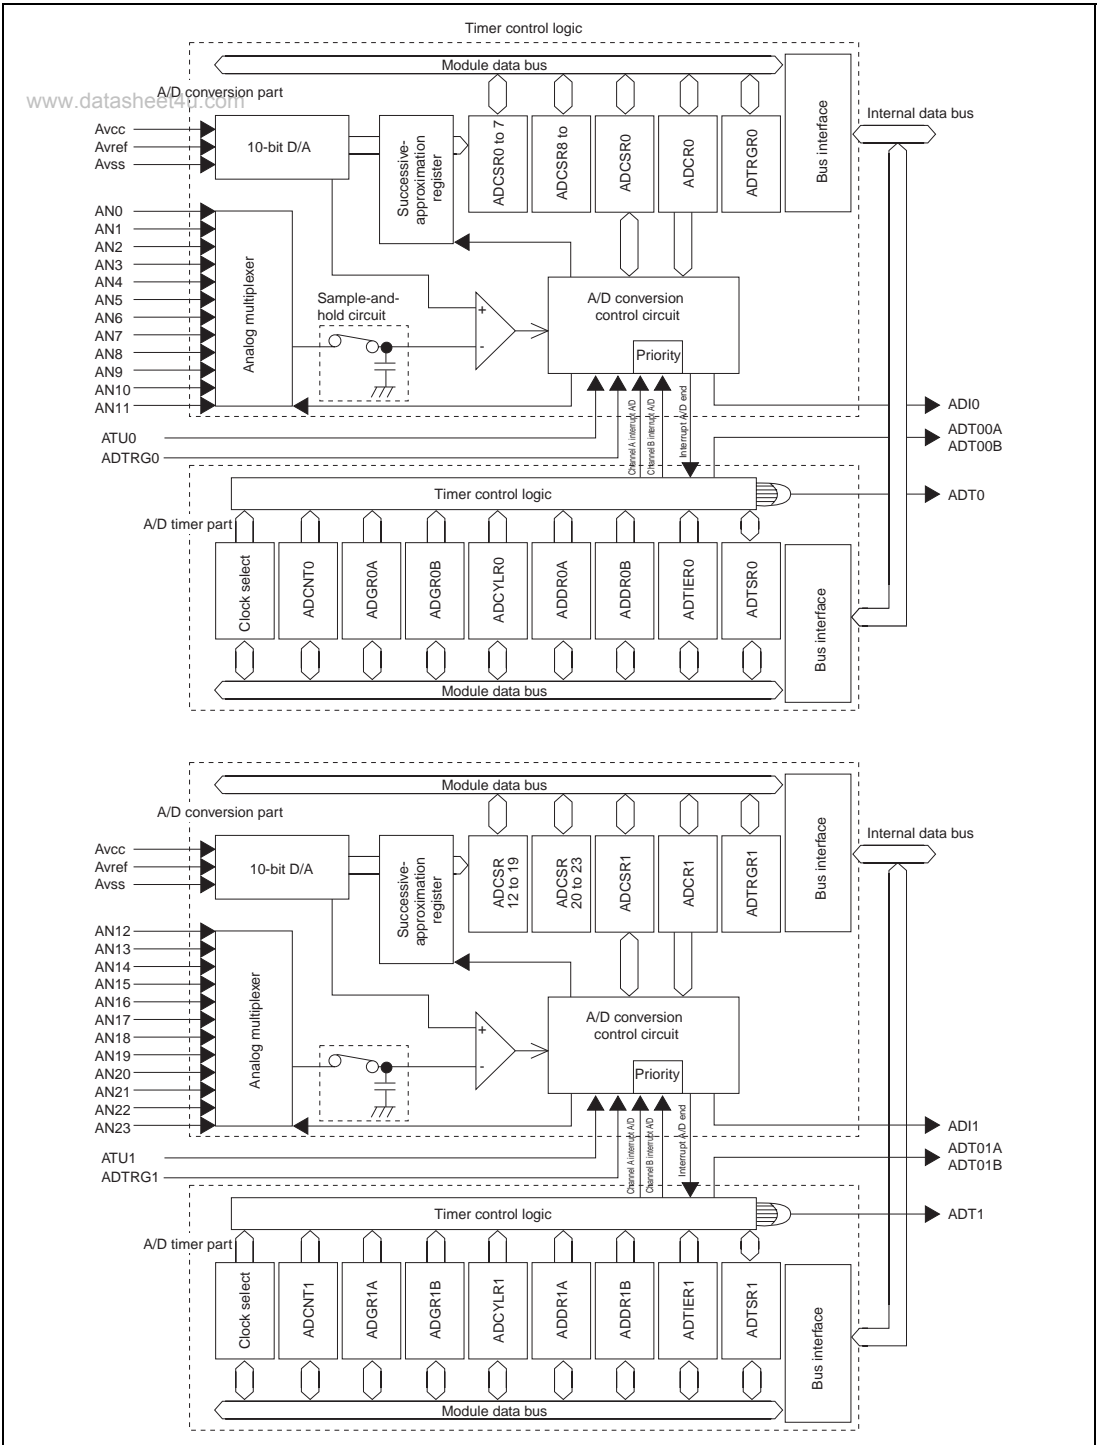 Timer control logic
Module data bus
A/D conversion part
www.datasheet4u.com
Internal data bus
Avcc
Avref
Avss
10-bit D/A
Successive-
approximation
register
ADCSR0 to 7
ADCSR8 to
ADCSR0
ADCR0
ADTRGR0
Bus interface
AN0
AN1
AN2
AN3
AN4
AN5
AN6
AN7
AN8
AN9
AN10
AN11
Analog multiplexer
Sample-and-
hold circuit
+
-
A/D conversion
control circuit
Priority
Channel A interrupt A/D
Channel B interrupt A/D
Interrupt A/D end
ADI0
ATU0
ADTRG0
ADT00A
ADT00B
Timer control logic
ADT0
A/D timer part
Clock select
ADCNT0
ADGR0A
ADGR0B
ADCYLR0
ADDR0A
ADDR0B
ADTIER0
ADTSR0
Bus interface
Module data bus
Module data bus
A/D conversion part
Internal data bus
Avcc
Avref
Avss
10-bit D/A
Successive-
approximation
register
ADCSR
12 to 19
ADCSR
20 to 23
ADCSR1
ADCR1
ADTRGR1
Bus interface
AN12
AN13
AN14
AN15
AN16
AN17
AN18
AN19
AN20
AN21
AN22
AN23
Analog multiplexer
+
-
A/D conversion
control circuit
Priority
Channel A interrupt A/D
Channel B interrupt A/D
Interrupt A/D end
ADI1
ATU1
ADTRG1
ADT01A
ADT01B
Timer control logic
ADT1
A/D timer part
Clock select
ADCNT1
ADGR1A
ADGR1B
ADCYLR1
ADDR1A
ADDR1B
ADTIER1
ADTSR1
Bus interface
Module data bus